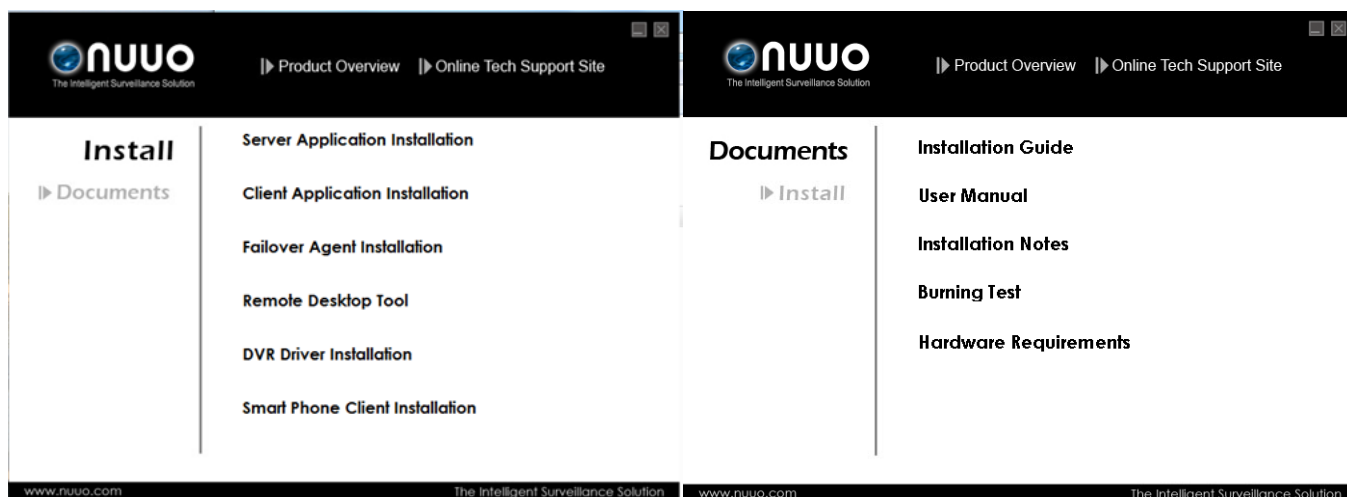 nuuo
The Intelligent Surveillance Solution
Product Overview
Online Tech Support Site
Install
Documents
Server Application Installation
Client Application Installation
Failover Agent Installation
Remote Desktop Tool
DVR Driver Installation
Smart Phone Client Installation
www.nuuo.com
The Intelligent Surveillance Solution
nuuo
The Intelligent Surveillance Solution
Product Overview
Online Tech Support Site
Documents
Install
Installation Guide
User Manual
Installation Notes
Burning Test
Hardware Requirements
www.nuuo.com
The Intelligent Surveillance Solution